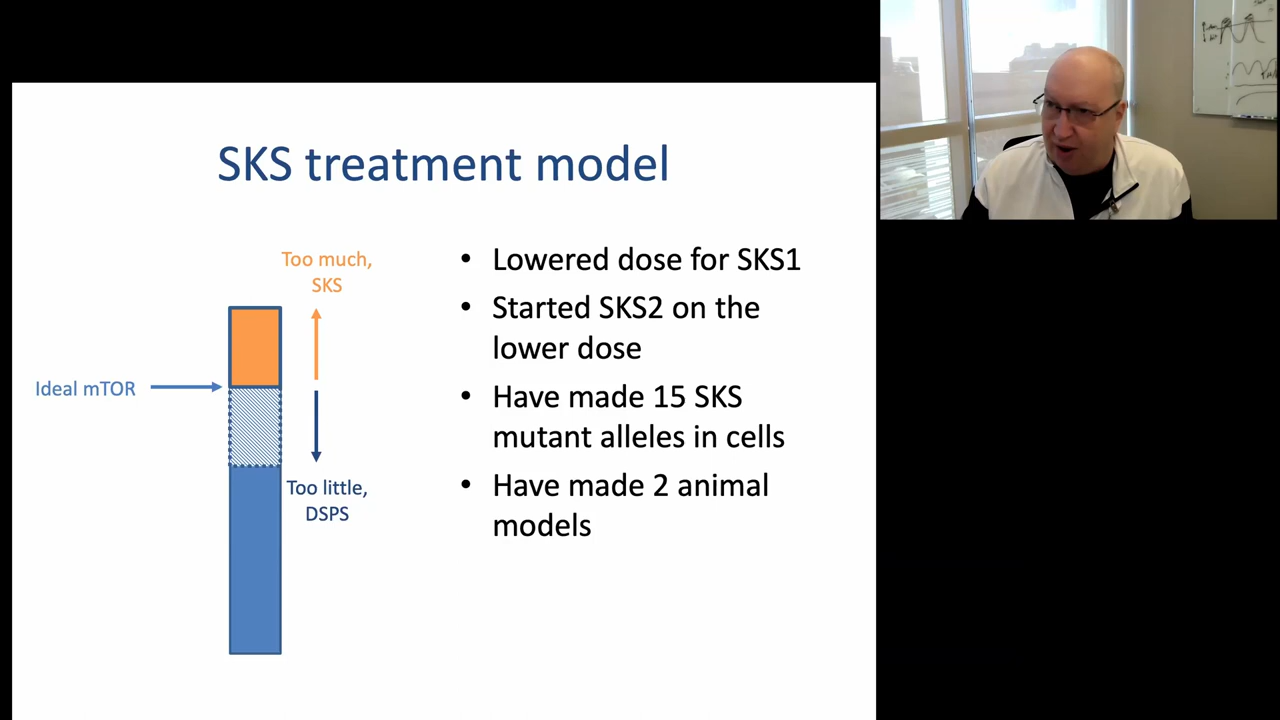 SKS treatment model
Too much,
SKS
Ideal mTOR
Too little,
DSPS
• Lowered dose for SKS1
• Started SKS2 on the
lower dose
• Have made 15 SKS
mutant alleles in cells
• Have made 2 animal
models